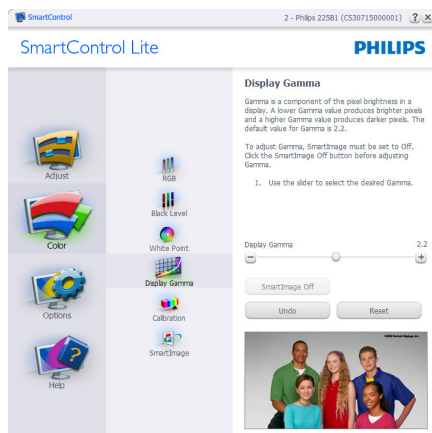 SmartControl
2 - Philips 225B1 (CS30715000001)
?
X
SmartControl Lite
PHILIPS
Adjust
Color
Options
Help
RGB
Black Level
White Point
Display Gamma
Calibration
SmartImage
Display Gamma
Gamma is a component of the pixel brightness in a
display. A lower Gamma value produces brighter pixels
and a higher Gamma value produces darker pixels. The
default value for Gamma is 2.2.
To adjust Gamma, SmartImage must be set to Off.
Click the SmartImage Off button before adjusting
Gamma.
1. Use the slider to select the desired Gamma.
Display Gamma
2.2
SmartImage Off
Undo
Reset